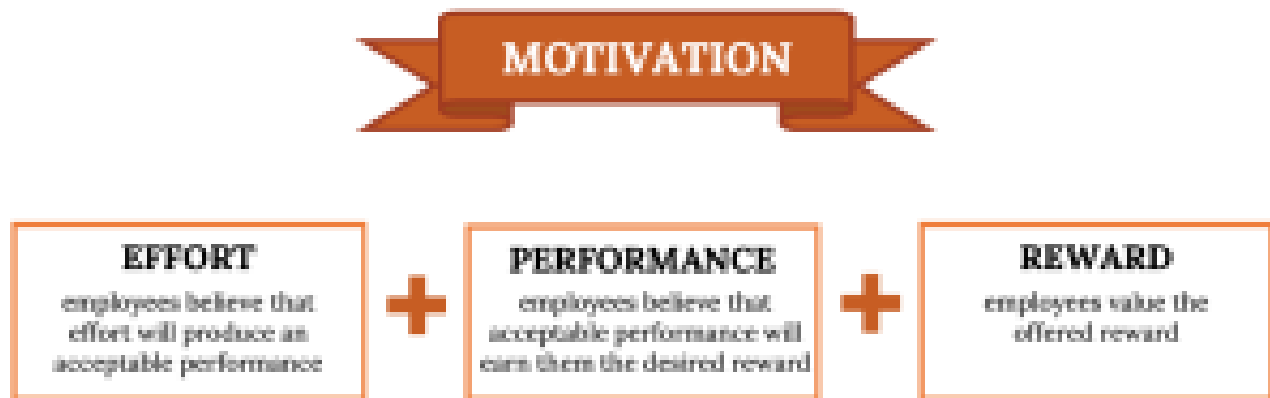 MOTIVATION
EFFORT
employees believe that
effort will produce an
acceptable performance
PERFORMANCE
employees believe that
acceptable performance will
earn them the desired reward
REWARD
employees value the
offered reward